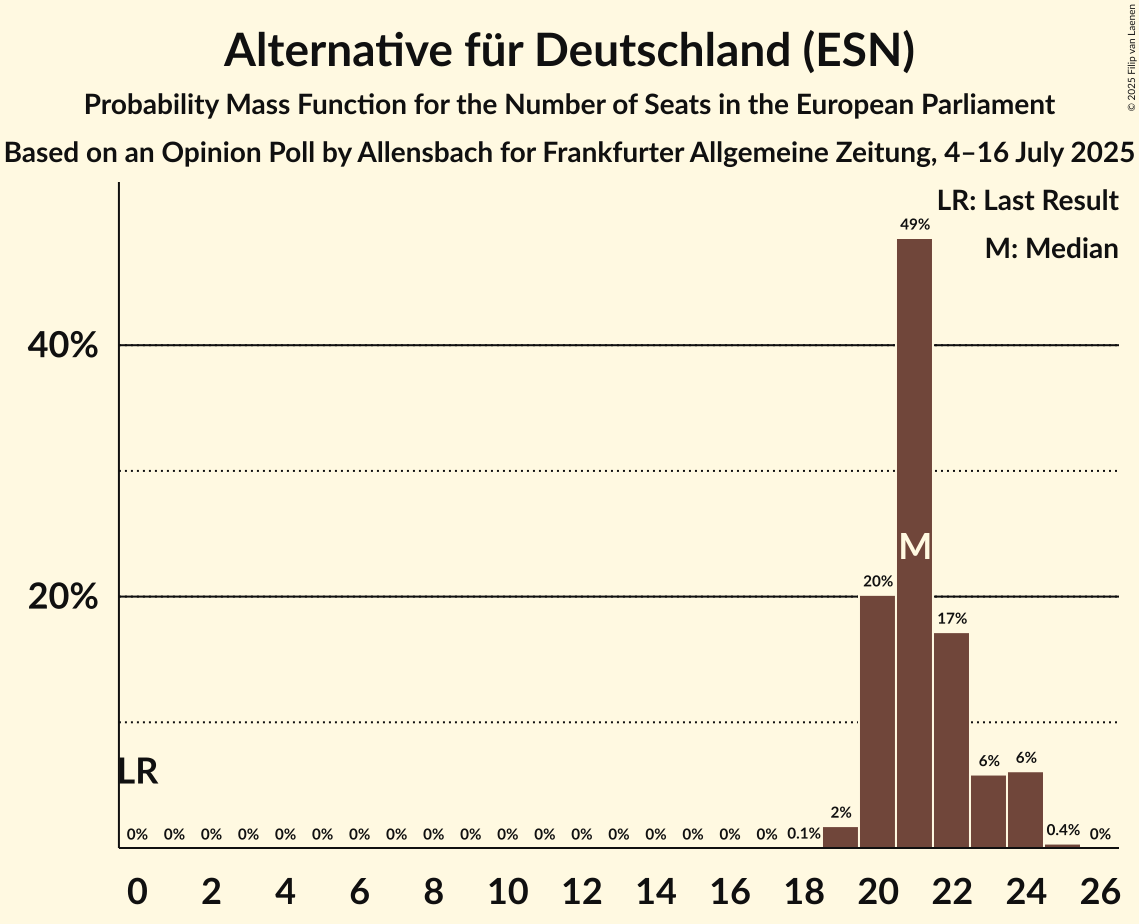 Alternative für Deutschland (ESN)
Probability Mass Function for the Number of Seats in the European Parliament
Based on an Opinion Poll by Allensbach for Frankfurter Allgemeine Zeitung, 4–16 July 2025
© 2025 Filip van Laenen
LR: Last Result
M: Median
49%
40%
M
20%
20%
17%
LR
6%
6%
2%
0% 0% 0% 0% 0% 0% 0% 0% 0% 0% 0% 0% 0% 0% 0% 0% 0% 0% 0.1% 0.4% 0%
0 2 4 6 8 10 12 14 16 18 20 22 24 26